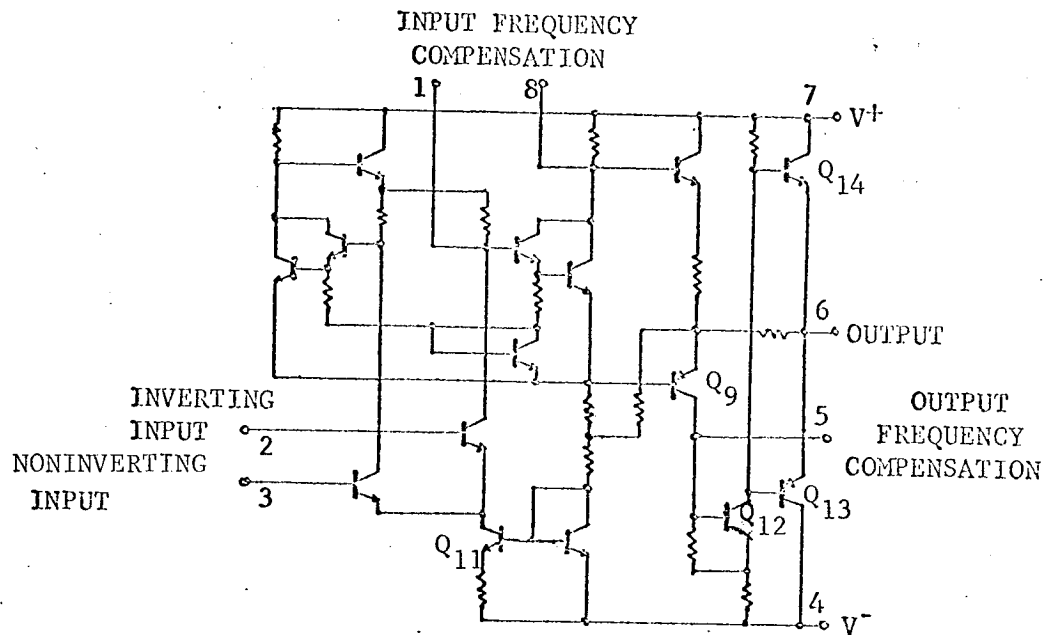 INPUT FREQUENCY
COMPENSATION
1
8
7
V+
Q14
6
OUTPUT
Q9
INVERTING
INPUT
2
5
OUTPUT
FREQUENCY
COMPENSATION
NONINVERTING
INPUT
3
Q13
Q12
Q11
4
V-